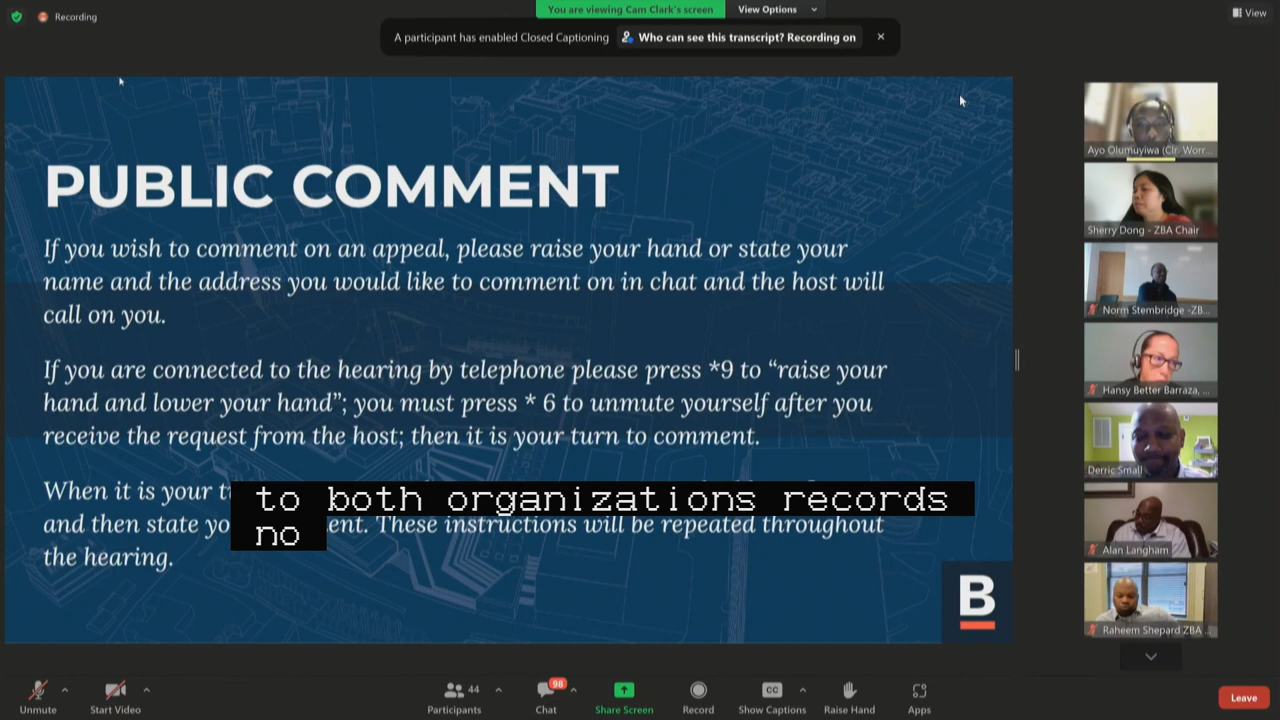 Recording
You are viewing Cam Clark's screen
View Options
View
A participant has enabled Closed Captioning
Who can see this transcript? Recording on
PUBLIC COMMENT
If you wish to comment on an appeal, please raise your hand or state your
name and the address you would like to comment on in chat and the host will
call on you.
If you are connected to the hearing by telephone please press *9 to “raise your
hand and lower your hand”; you must press * 6 to unmute yourself after you
receive the request from the host; then it is your turn to comment.
When it is your
and then state ent. These instructions will be repeated throughout
the hearing.
to both organizations records
no
B
Ayo Olumuyiwa (Clr. Worr...
Sherry Dong - ZBA Chair
Norm Stembridge -ZB...
Hansy Better Barraza, ...
Derric Small
Alan Langham
Raheem Shepard ZBA ...
Unmute
Start Video
44
Participants
98
Chat
Share Screen
Record
CC
Show Captions
Raise Hand
Apps
Leave